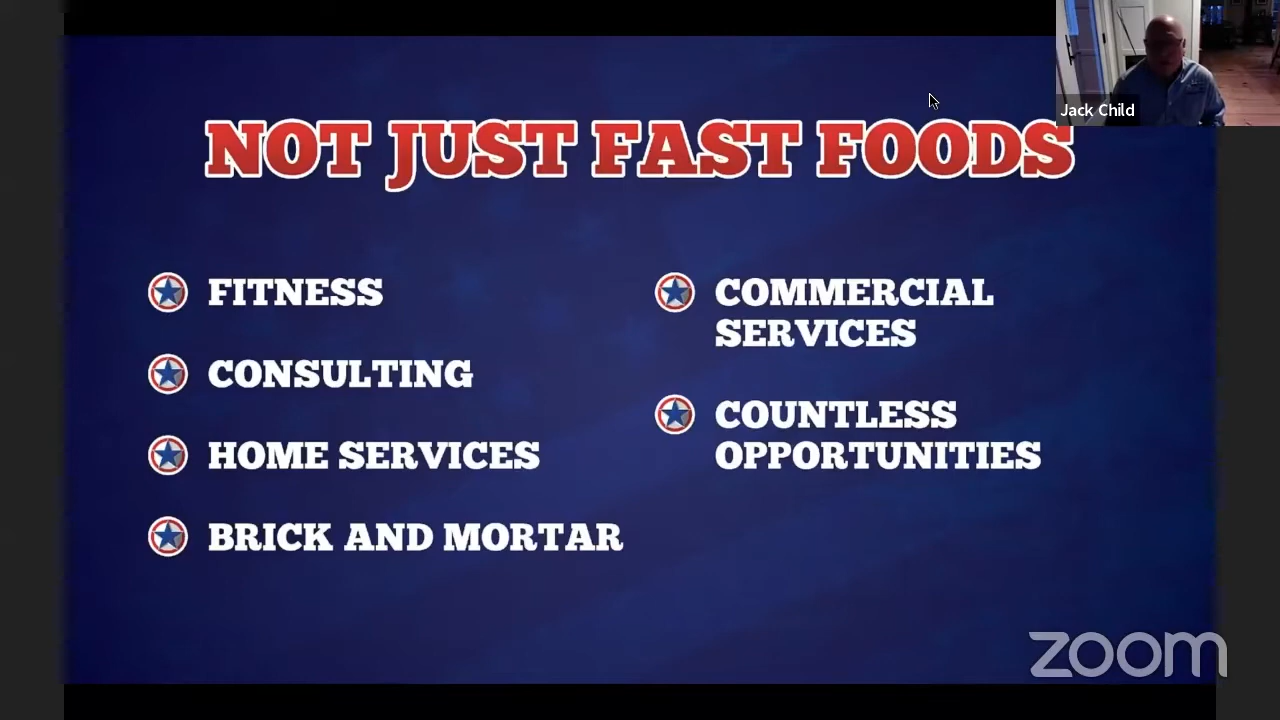 Jack Child
NOT JUST FAST FOODS
FITNESS
CONSULTING
HOME SERVICES
BRICK AND MORTAR
COMMERCIAL
SERVICES
COUNTLESS
OPPORTUNITIES
zoom